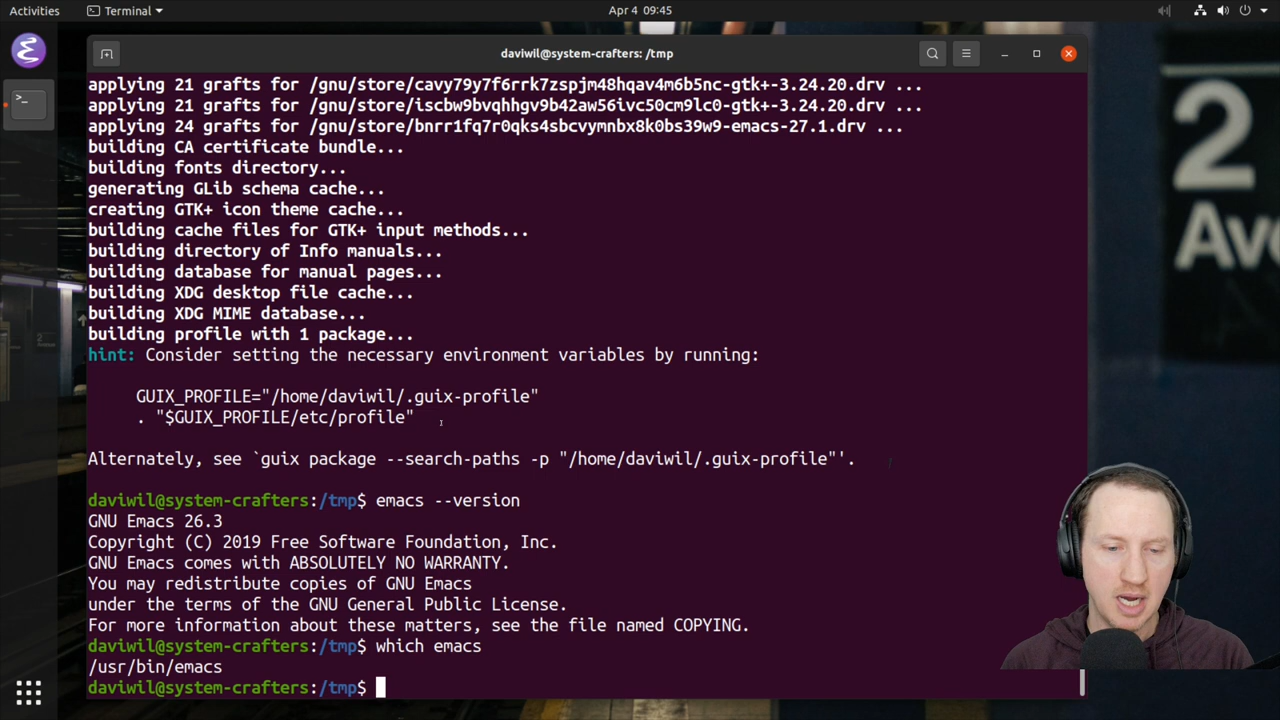 Activities
Terminal
Apr 4 09:45
daviwil@system-crafters: /tmp
applying 21 grafts for /gnu/store/cavy79y7f6rrk7zspjm48hqav4m6b5nc-gtk+-3.24.20.drv ...
applying 21 grafts for /gnu/store/iscbw9bvqhhgv9b42aw56ivc50cm9lc0-gtk+-3.24.20.drv ...
applying 24 grafts for /gnu/store/bnrr1fq7r0qks4sbcvymnbx8k0bs39w9-emacs-27.1.drv ...
building CA certificate bundle...
building fonts directory...
generating GLib schema cache...
creating GTK+ icon theme cache...
building cache files for GTK+ input methods...
building directory of Info manuals...
building database for manual pages...
building XDG desktop file cache...
building XDG MIME database...
building profile with 1 package...
hint: Consider setting the necessary environment variables by running:
GUIX_PROFILE="/home/daviwil/.guix-profile"
. "$GUIX_PROFILE/etc/profile"
Alternately, see `guix package --search-paths -p "/home/daviwil/.guix-profile"'.
daviwil@system-crafters:/tmp$ emacs --version
GNU Emacs 26.3
Copyright (C) 2019 Free Software Foundation, Inc.
GNU Emacs comes with ABSOLUTELY NO WARRANTY.
You may redistribute copies of GNU Emacs
under the terms of the GNU General Public License.
For more information about these matters, see the file named COPYING.
daviwil@system-crafters:/tmp$ which emacs
/usr/bin/emacs
daviwil@system-crafters:/tmp$
>_
2
Av